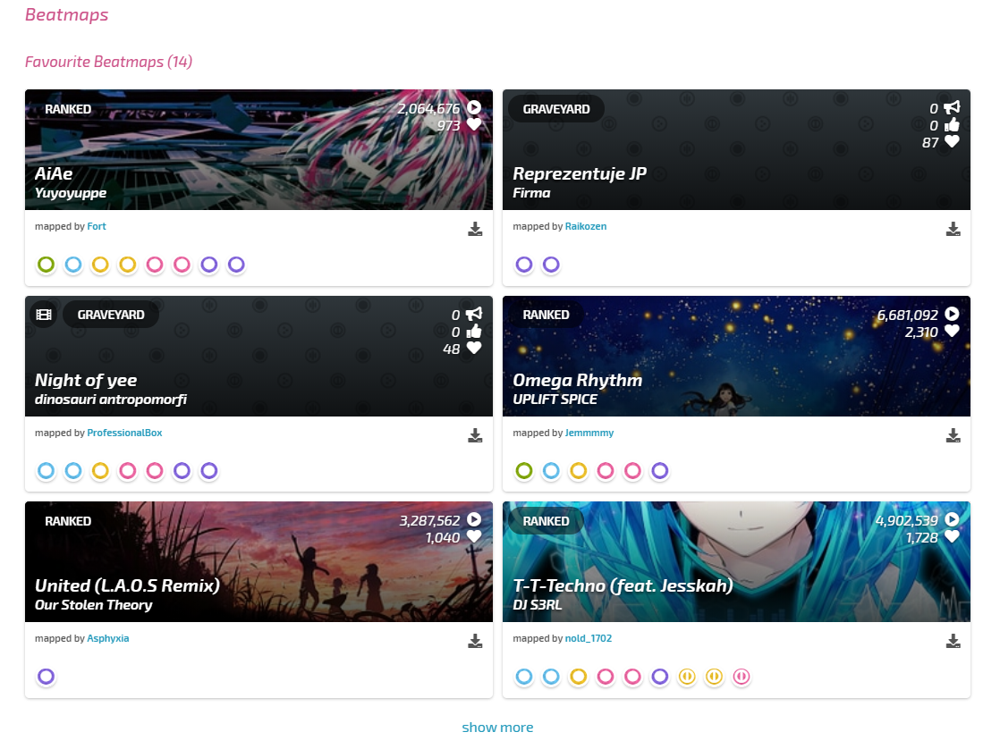 Beatmaps
Favourite Beatmaps (14)
RANKED
2,064,676
973
AiAe
Yuyoyuppe
mapped by Fort
GRAVEYARD
0
0
87
Reprezentuje JP
Firma
mapped by Raikozen
GRAVEYARD
0
0
48
Night of yee
dinosauri antropomorfi
mapped by ProfessionalBox
RANKED
6,681,092
2,310
Omega Rhythm
UPLIFT SPICE
mapped by Jemmmmy
RANKED
3,287,562
1,040
United (L.A.O.S Remix)
Our Stolen Theory
mapped by Asphyxia
RANKED
4,902,539
1,728
T-T-Techno (feat. Jesskah)
DJ S3RL
mapped by nold_1702
show more